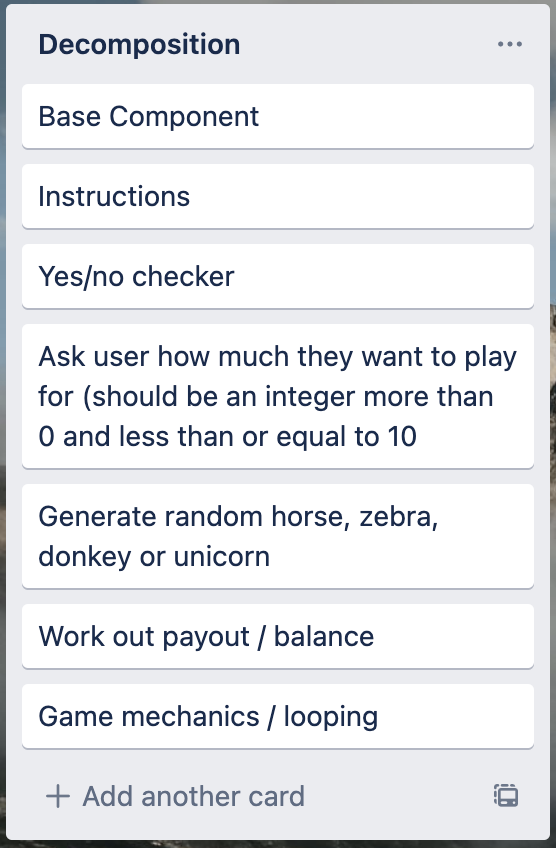 Decomposition
Base Component
Instructions
Yes/no checker
Ask user how much they want to play
for (should be an integer more than
0 and less than or equal to 10
Generate random horse, zebra,
donkey or unicorn
Work out payout / balance
Game mechanics / looping
+ Add another card